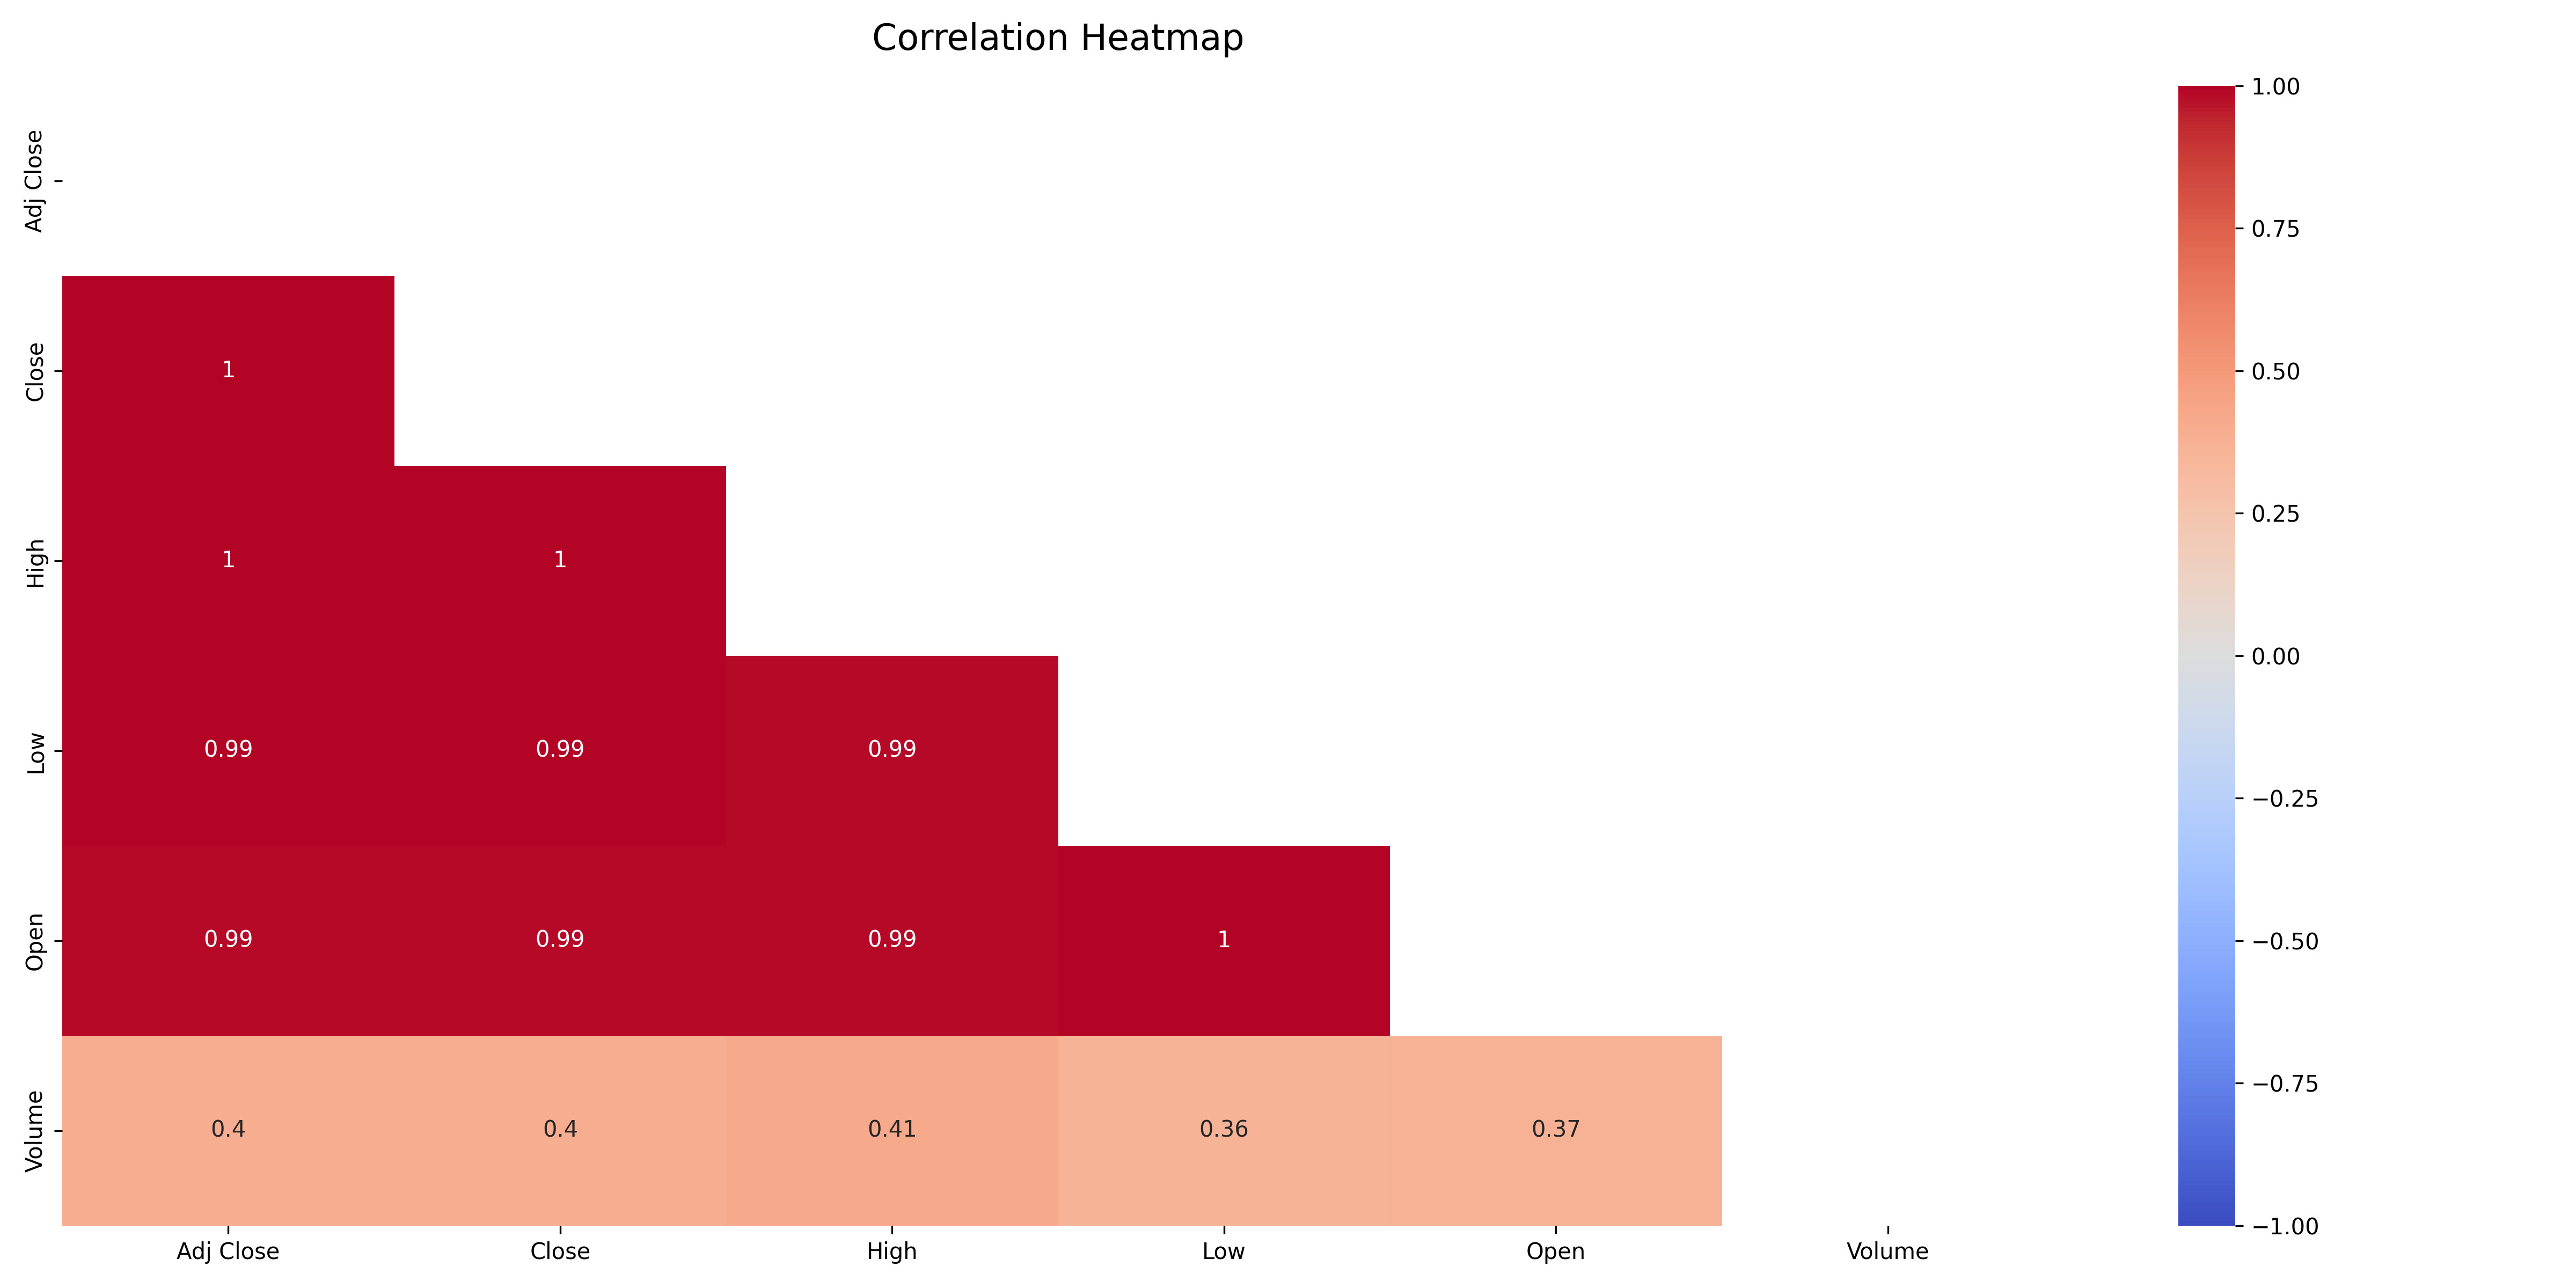 Correlation Heatmap
Adj Close
Close
High
Low
Open
Volume
1
1 1
0.99 0.99 0.99
0.99 0.99 0.99 1
0.4 0.4 0.41 0.36 0.37
Adj Close Close High Low Open Volume
1.00
0.75
0.50
0.25
0.00
−0.25
−0.50
−0.75
−1.00